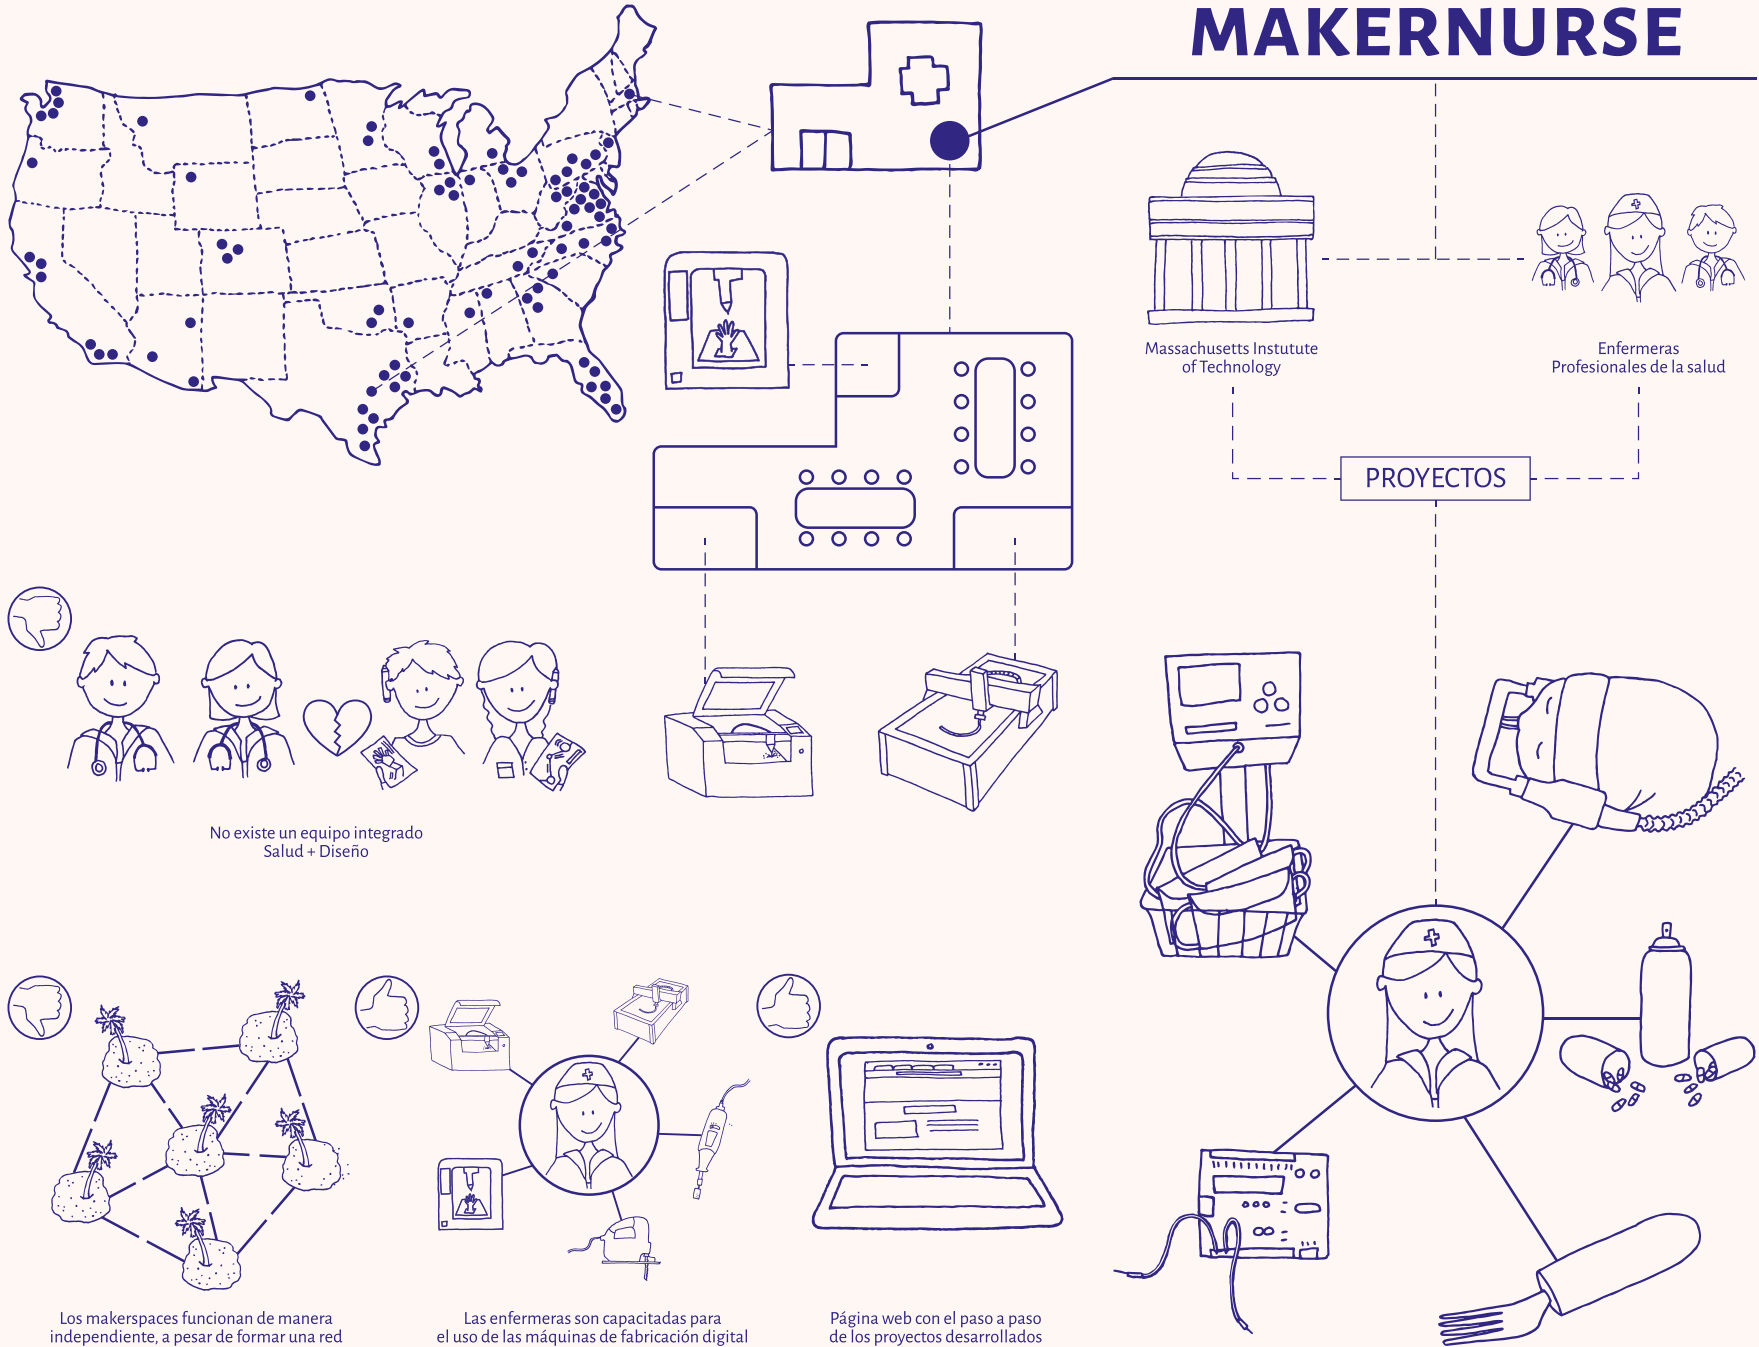 MAKERNURSE
Massachusetts Instutute
of Technology
Enfermeras
Profesionales de la salud
PROYECTOS
No existe un equipo integrado
Salud + Diseño
Los makerspaces funcionan de manera
independiente, a pesar de formar una red
Las enfermeras son capacitadas para
el uso de las máquinas de fabricación digital
Página web con el paso a paso
de los proyectos desarrollados